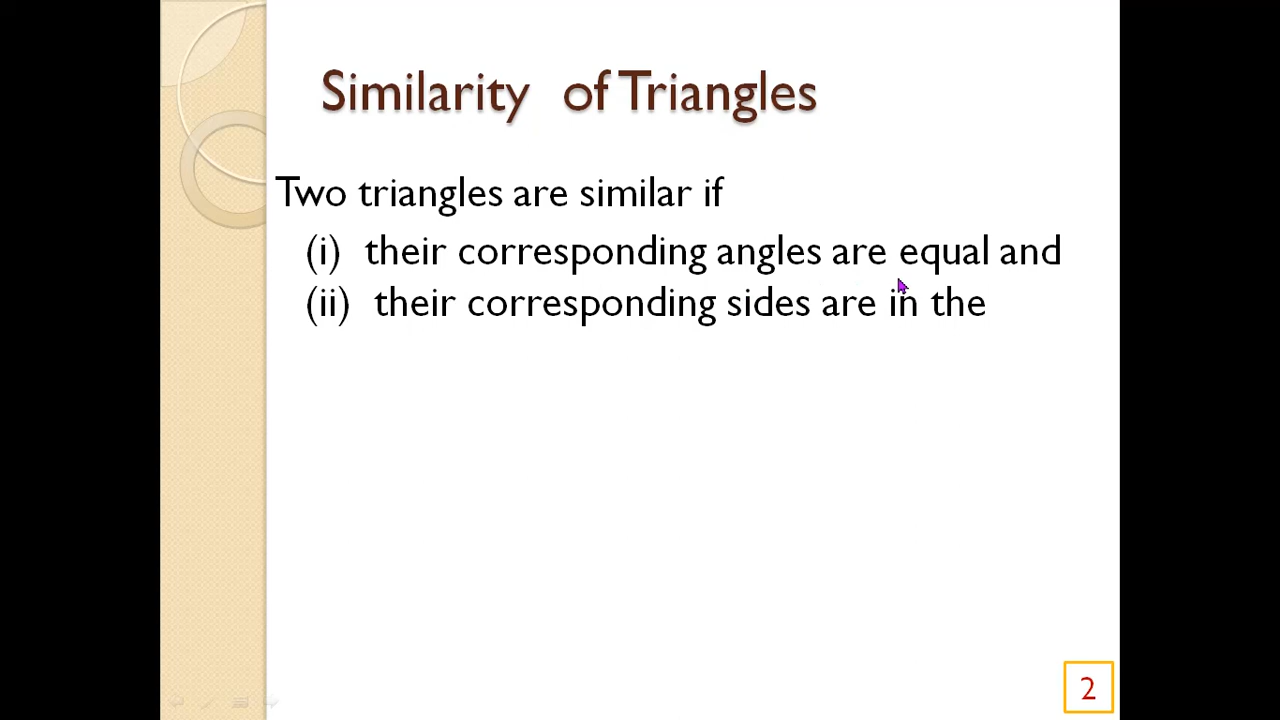 Similarity of Triangles
Two triangles are similar if
(i) their corresponding angles are equal and
(ii) their corresponding sides are in the
2